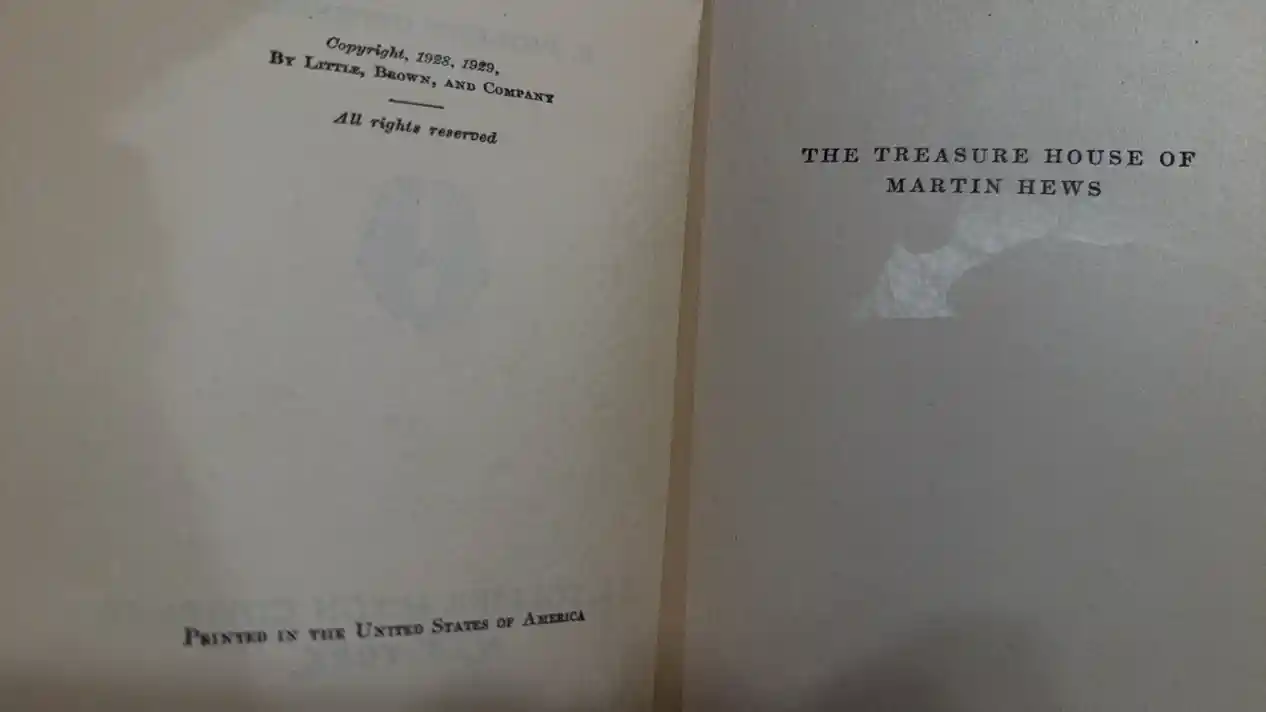 Copyright, 1928, 1929,
By Little, Brown, and Company
All rights reserved
Printed in the United States of America
THE TREASURE HOUSE OF
MARTIN HEWS